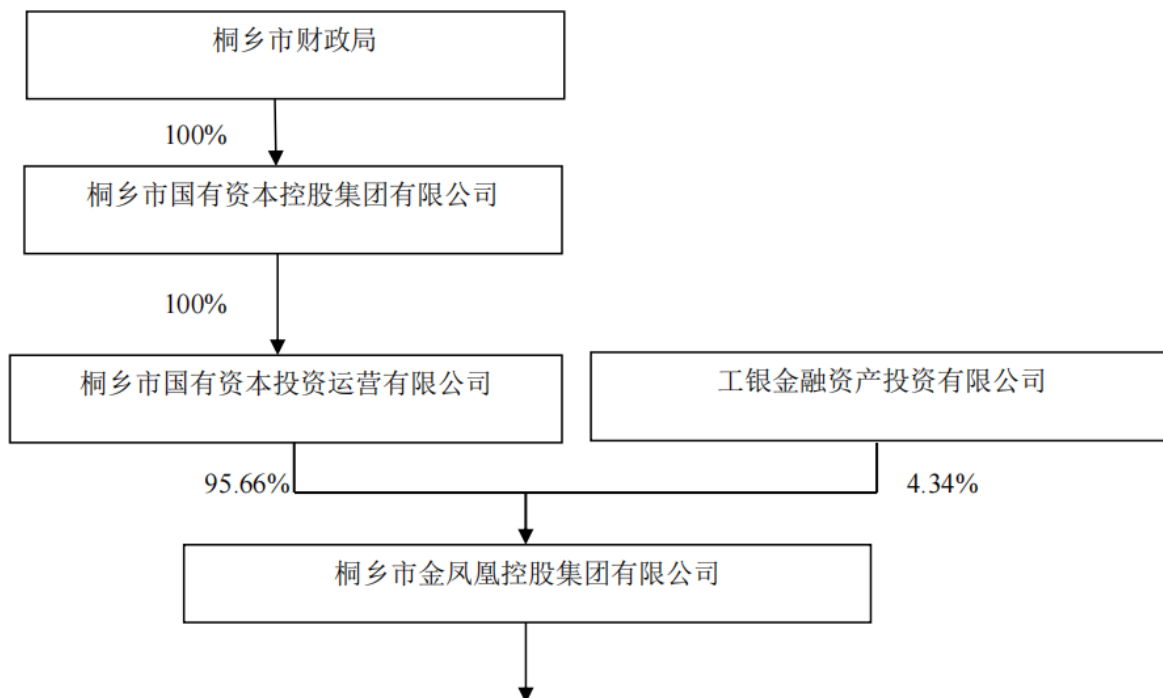 桐乡市财政局
100%
桐乡市国有资本控股集团有限公司
100%
桐乡市国有资本投资运营有限公司
工银金融资产投资有限公司
95.66%
4.34%
桐乡市金凤凰控股集团有限公司